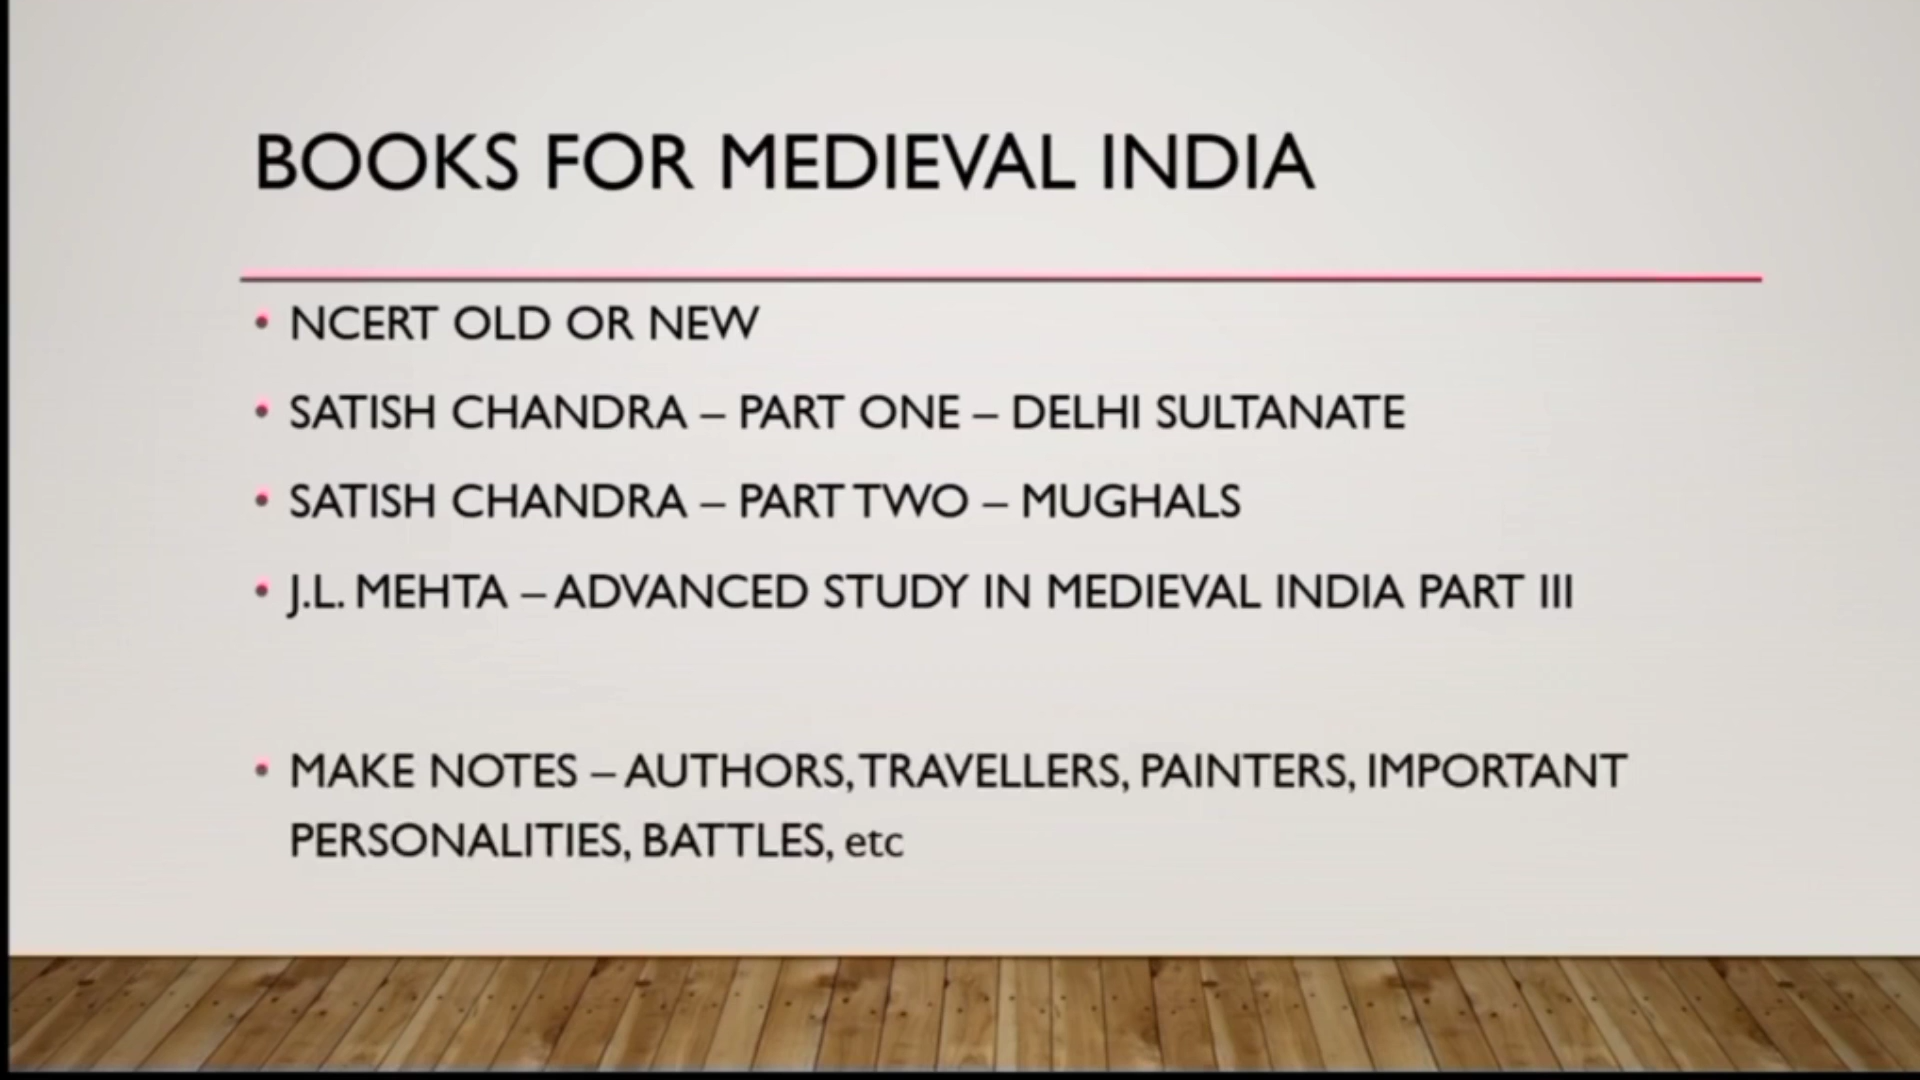 BOOKS FOR MEDIEVAL INDIA
• NCERT OLD OR NEW
• SATISH CHANDRA – PART ONE – DELHI SULTANATE
• SATISH CHANDRA – PART TWO – MUGHALS
• J.L. MEHTA – ADVANCED STUDY IN MEDIEVAL INDIA PART III
• MAKE NOTES – AUTHORS, TRAVELLERS, PAINTERS, IMPORTANT
PERSONALITIES, BATTLES, etc